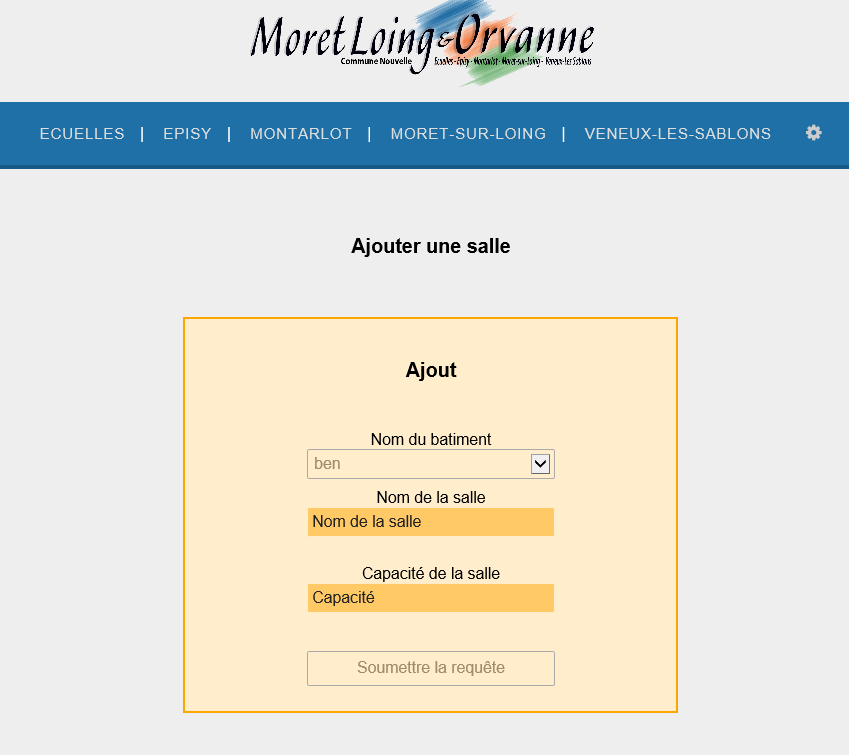 Moret Loing & Orvanne
Commune Nouvelle Ecuelles - Episy - Montarlot - Moret-sur-Loing - Veneux-Les Sablons
ECUELLES | EPISY | MONTARLOT | MORET-SUR-LOING | VENEUX-LES-SABLONS
Ajouter une salle
Ajout
Nom du batiment
ben
Nom de la salle
Nom de la salle
Capacité de la salle
Capacité
Soumettre la requête